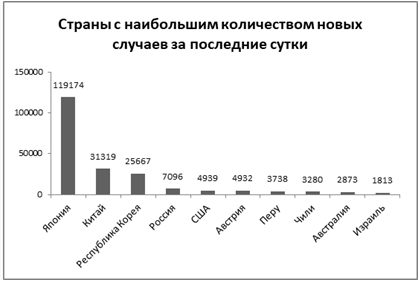 Страны с наибольшим количеством новых
случаев за последние сутки
150000
100000
50000
0
119174
31319
25667
7096
4939
4932
3738
3280
2873
1813
Япония
Китай
Республика Корея
Россия
США
Австрия
Перу
Чили
Австралия
Израиль